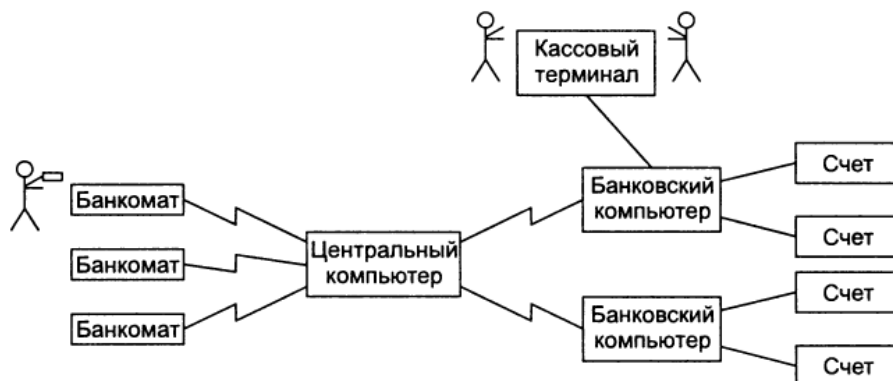 Кассовый
терминал
Банкомат
Банкомат
Банкомат
Центральный
компьютер
Банковский
компьютер
Банковский
компьютер
Счет
Счет
Счет
Счет